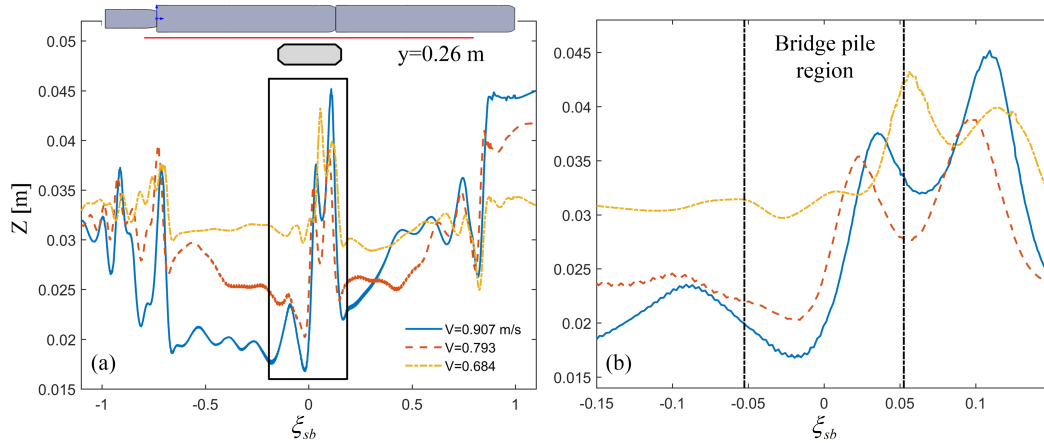 y=0.26 m
0.05
0.045
0.04
0.035
0.03
0.025
0.02
0.015
Z [m]
(a)
V=0.907 m/s
V=0.793
V=0.684
-1
-0.5
0
0.5
1
ξsb
Bridge pile
region
0.045
0.04
0.035
0.03
0.025
0.02
0.015
(b)
-0.15
-0.1
-0.05
0
0.05
0.1
ξsb